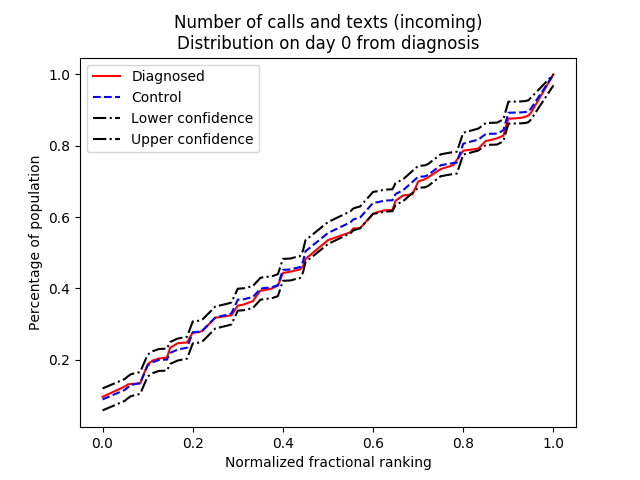 Number of calls and texts (incoming)
Distribution on day 0 from diagnosis
Diagnosed
Control
Lower confidence
Upper confidence
Percentage of population
1.0
0.8
0.6
0.4
0.2
0.0 0.2 0.4 0.6 0.8 1.0
Normalized fractional ranking